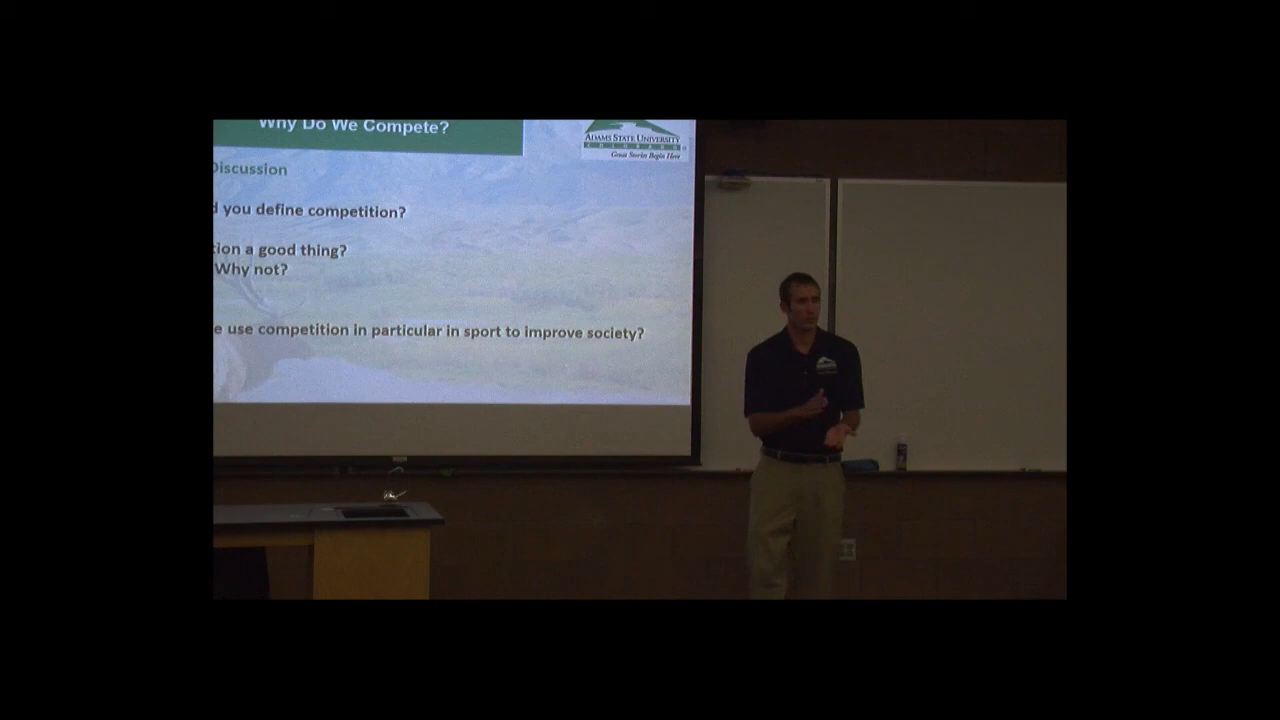 Why Do We Compete?
ADAMS STATE UNIVERSITY
COLORADO
Great Stories Begin Here
Discussion
d you define competition?
tion a good thing?
Why not?
e use competition in particular in sport to improve society?